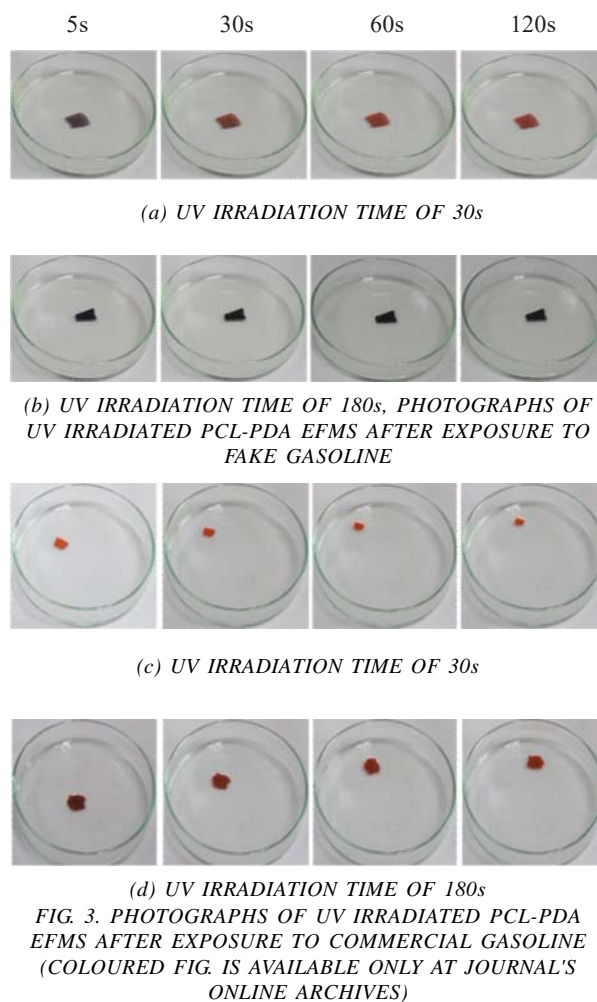 5s 30s 60s 120s
(a) UV IRRADIATION TIME OF 30s
(b) UV IRRADIATION TIME OF 180s, PHOTOGRAPHS OF
UV IRRADIATED PCL-PDA EFMS AFTER EXPOSURE TO
FAKE GASOLINE
(c) UV IRRADIATION TIME OF 30s
(d) UV IRRADIATION TIME OF 180s
FIG. 3. PHOTOGRAPHS OF UV IRRADIATED PCL-PDA
EFMS AFTER EXPOSURE TO COMMERCIAL GASOLINE
(COLOURED FIG. IS AVAILABLE ONLY AT JOURNAL'S
ONLINE ARCHIVES)